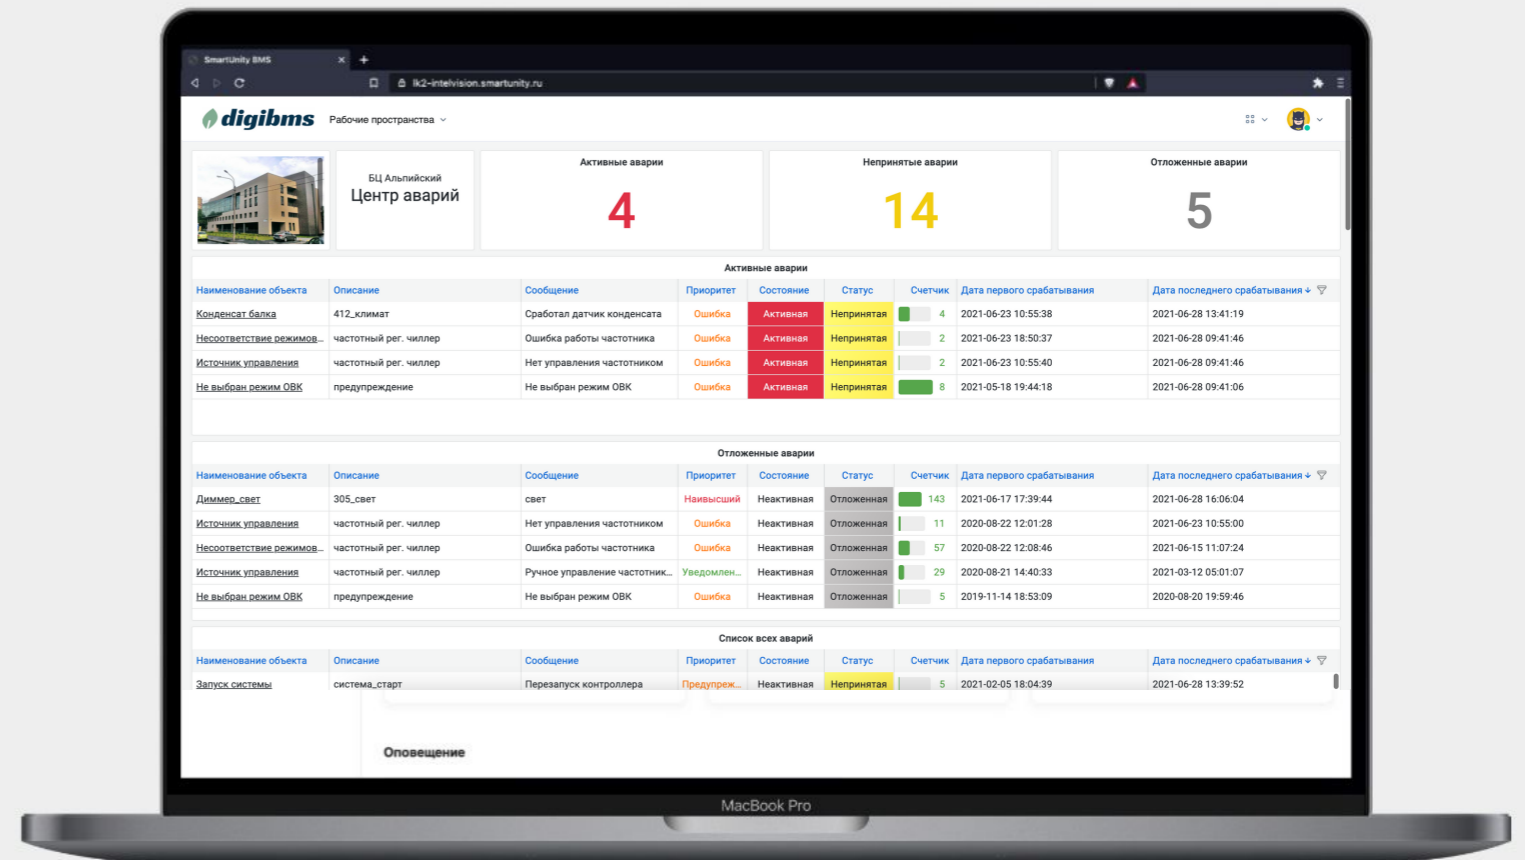 SmartUnity BMS
lk2-intelvision.smartunity.ru
digibms Рабочие пространства
БЦ Альпийский
Центр аварий
Активные аварии
4
Непринятые аварии
14
Отложенные аварии
5
Активные аварии
Наименование объекта Описание Сообщение Приоритет Состояние Статус Счетчик Дата первого срабатывания Дата последнего срабатывания
Конденсат балка 412_климат Сработал датчик конденсата Ошибка Активная Непринятая 4 2021-06-23 10:55:38 2021-06-28 13:41:19
Несоответствие режимов... частотный рег. чиллер Ошибка работы частотника Ошибка Активная Непринятая 2 2021-06-23 18:50:37 2021-06-28 09:41:46
Источник управления частотный рег. чиллер Нет управления частотником Ошибка Активная Непринятая 2 2021-06-23 10:55:40 2021-06-28 09:41:46
Не выбран режим ОВК предупреждение Не выбран режим ОВК Ошибка Активная Непринятая 8 2021-05-18 19:44:18 2021-06-28 09:41:06
Отложенные аварии
Наименование объекта Описание Сообщение Приоритет Состояние Статус Счетчик Дата первого срабатывания Дата последнего срабатывания
Диммер_свет 305_свет свет Наивысший Неактивная Отложенная 143 2021-06-17 17:39:44 2021-06-28 16:06:04
Источник управления частотный рег. чиллер Нет управления частотником Ошибка Неактивная Отложенная 11 2020-08-22 12:01:28 2021-06-23 10:55:00
Несоответствие режимов... частотный рег. чиллер Ошибка работы частотника Ошибка Неактивная Отложенная 57 2020-08-22 12:08:46 2021-06-15 11:07:24
Источник управления частотный рег. чиллер Ручное управление частотник... Уведомлен... Неактивная Отложенная 29 2020-08-21 14:40:33 2021-03-12 05:01:07
Не выбран режим ОВК предупреждение Не выбран режим ОВК Ошибка Неактивная Отложенная 5 2019-11-14 18:53:09 2020-08-20 19:59:46
Список всех аварий
Наименование объекта Описание Сообщение Приоритет Состояние Статус Счетчик Дата первого срабатывания Дата последнего срабатывания
Запуск системы система_старт Перезапуск контроллера Предупреж... Неактивная Непринятая 5 2021-02-05 18:04:39 2021-06-28 13:39:52
Оповещение
MacBook Pro